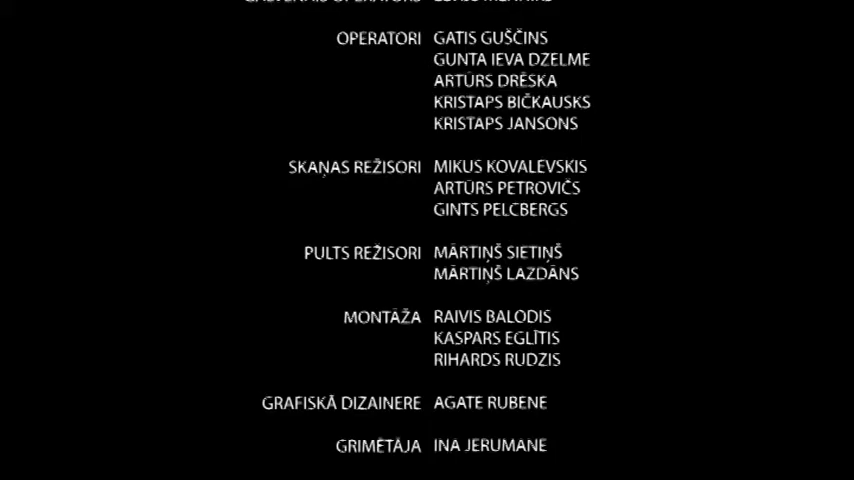 OPERATORI GATIS GUŠČINS
GUNTA IEVA DZELME
ARTŪRS DRĒSKA
KRISTAPS BIČKAUSKS
KRISTAPS JANSONS
SKAŅAS REŽISORI MIKUS KOVALEVSKIS
ARTŪRS PETROVIČS
GINTS PELCBERGS
PULTS REŽISORI MĀRTIŅŠ SIETIŅŠ
MĀRTIŅŠ LAZDĀNS
MONTĀŽA RAIVIS BALODIS
KASPARS EGLĪTIS
RIHARDS RUDZIS
GRAFISKĀ DIZAINERE AGATE RUBENE
GRIMĒTĀJA INA JERUMANE